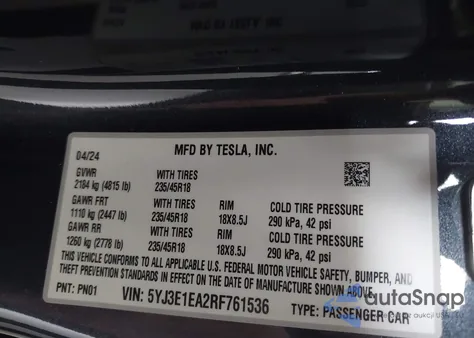 MFD BY TESLA, INC.
04/24
GVWR WITH TIRES
2184 kg (4815 lb) 235/45R18
GAWR FRT WITH TIRES RIM COLD TIRE PRESSURE
1110 kg (2447 lb) 235/45R18 18X8.5J 290 kPa, 42 psi
GAWR RR WITH TIRES RIM COLD TIRE PRESSURE
1260 kg (2778 lb) 235/45R18 18X8.5J 290 kPa, 42 psi
THIS VEHICLE CONFORMS TO ALL APPLICABLE U.S. FEDERAL MOTOR VEHICLE SAFETY, BUMPER, AND
THEFT PREVENTION STANDARDS IN EFFECT ON THE DATE OF MANUFACTURE SHOWN ABOVE.
PNT: PN01 VIN: 5YJ3E1EA2RF761536 TYPE: PASSENGER CAR
autoSnap